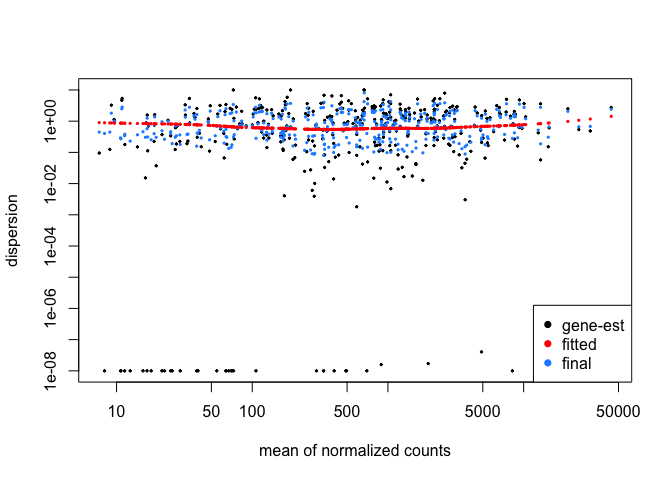 1e+00
1e-02
1e-04
1e-06
1e-08
dispersion
gene-est
fitted
final
10 50 100 500 5000 50000
mean of normalized counts